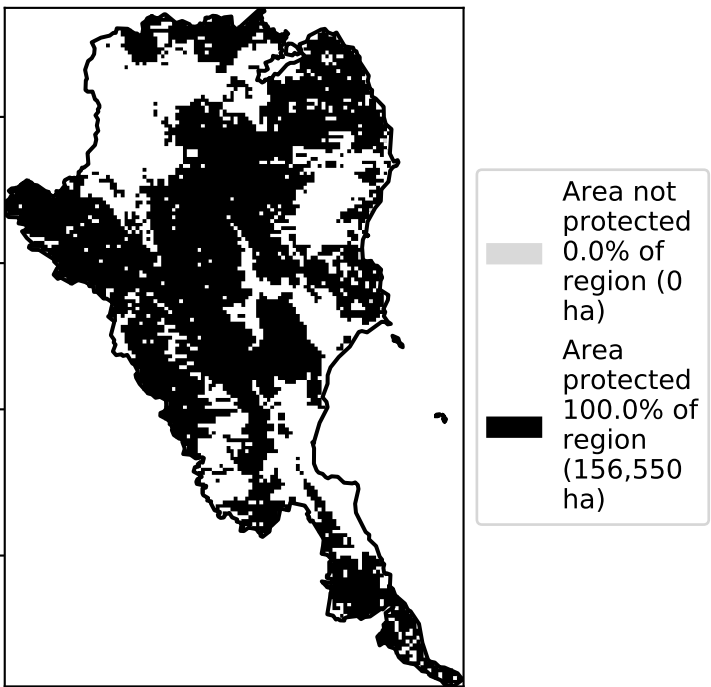 Area not
protected
0.0% of
region (0
ha)
Area
protected
100.0% of
region
(156,550
ha)